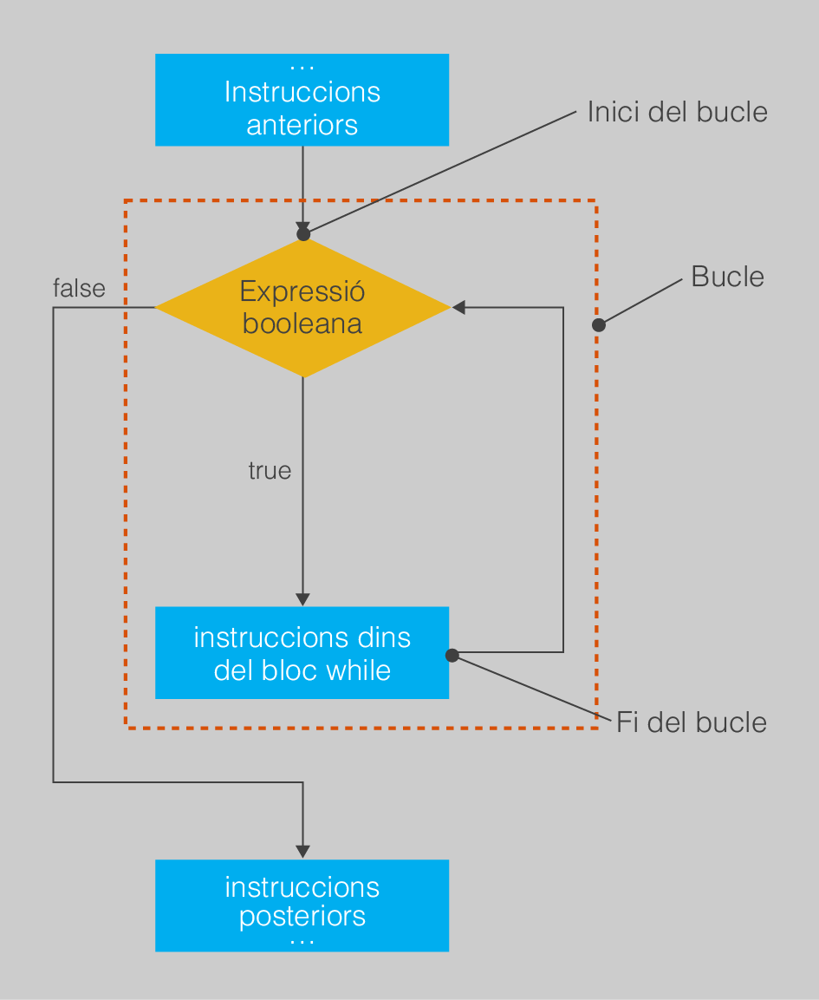 ...
Instruccions
anteriors
Inici del bucle
false
Expressió
booleana
Bucle
true
instruccions dins
del bloc while
Fi del bucle
instruccions
posteriors
...